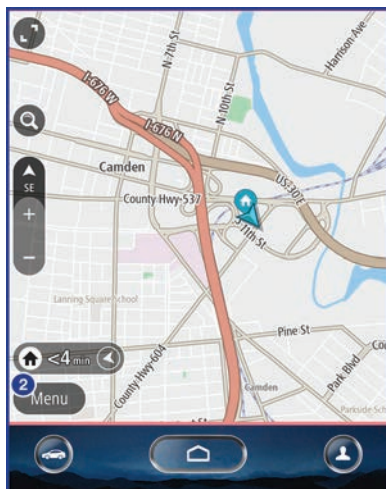 N 7th St
Harrison Ave
N 10th St
I-676 W
I-676 N
Camden
US-30 E
SE
County Hwy-537
S 11th St
+
−
Lanning Square School
Pine St
<4 min
County Hwy-604
Park Blvd
2
Menu
Camden
Parkside Sch